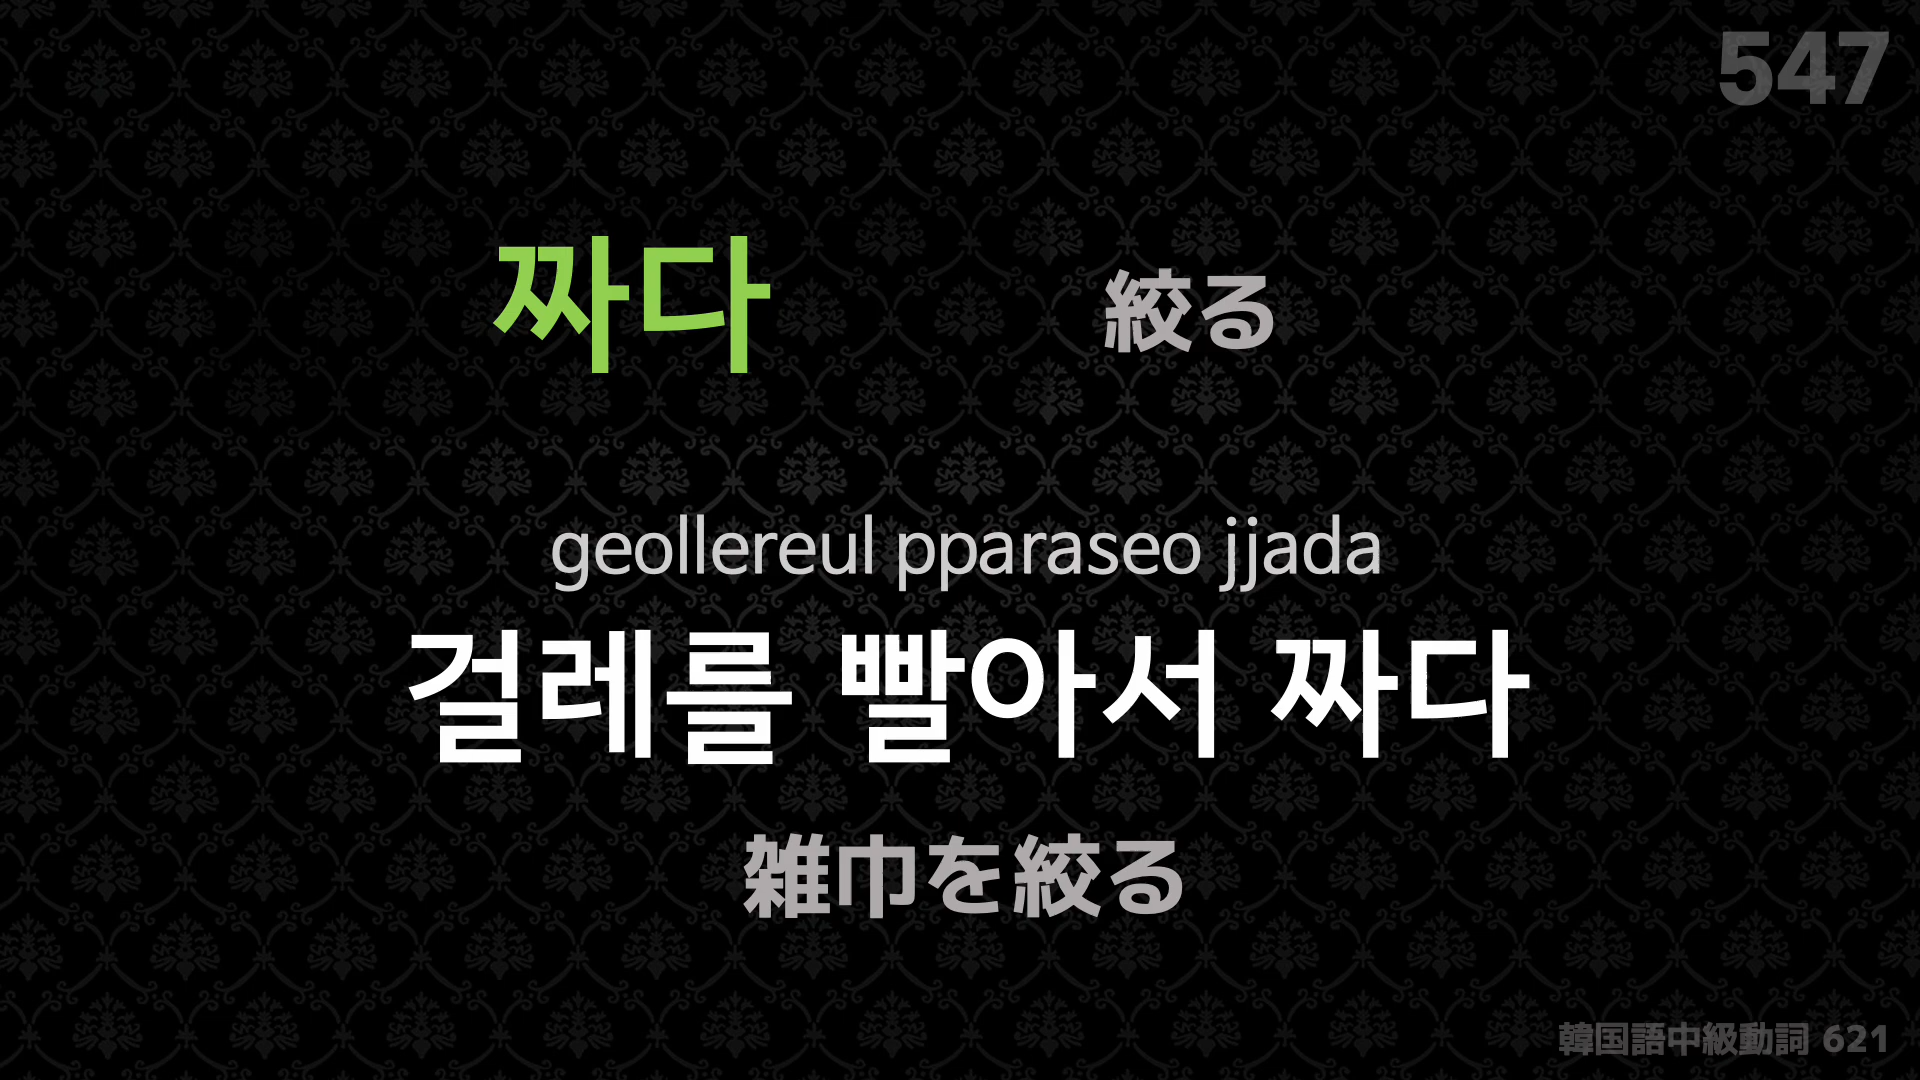 547
짜다 絞る
geollereul pparaseo jjada
걸레를 빨아서 짜다
雑巾を絞る
韓国語中級動詞 621